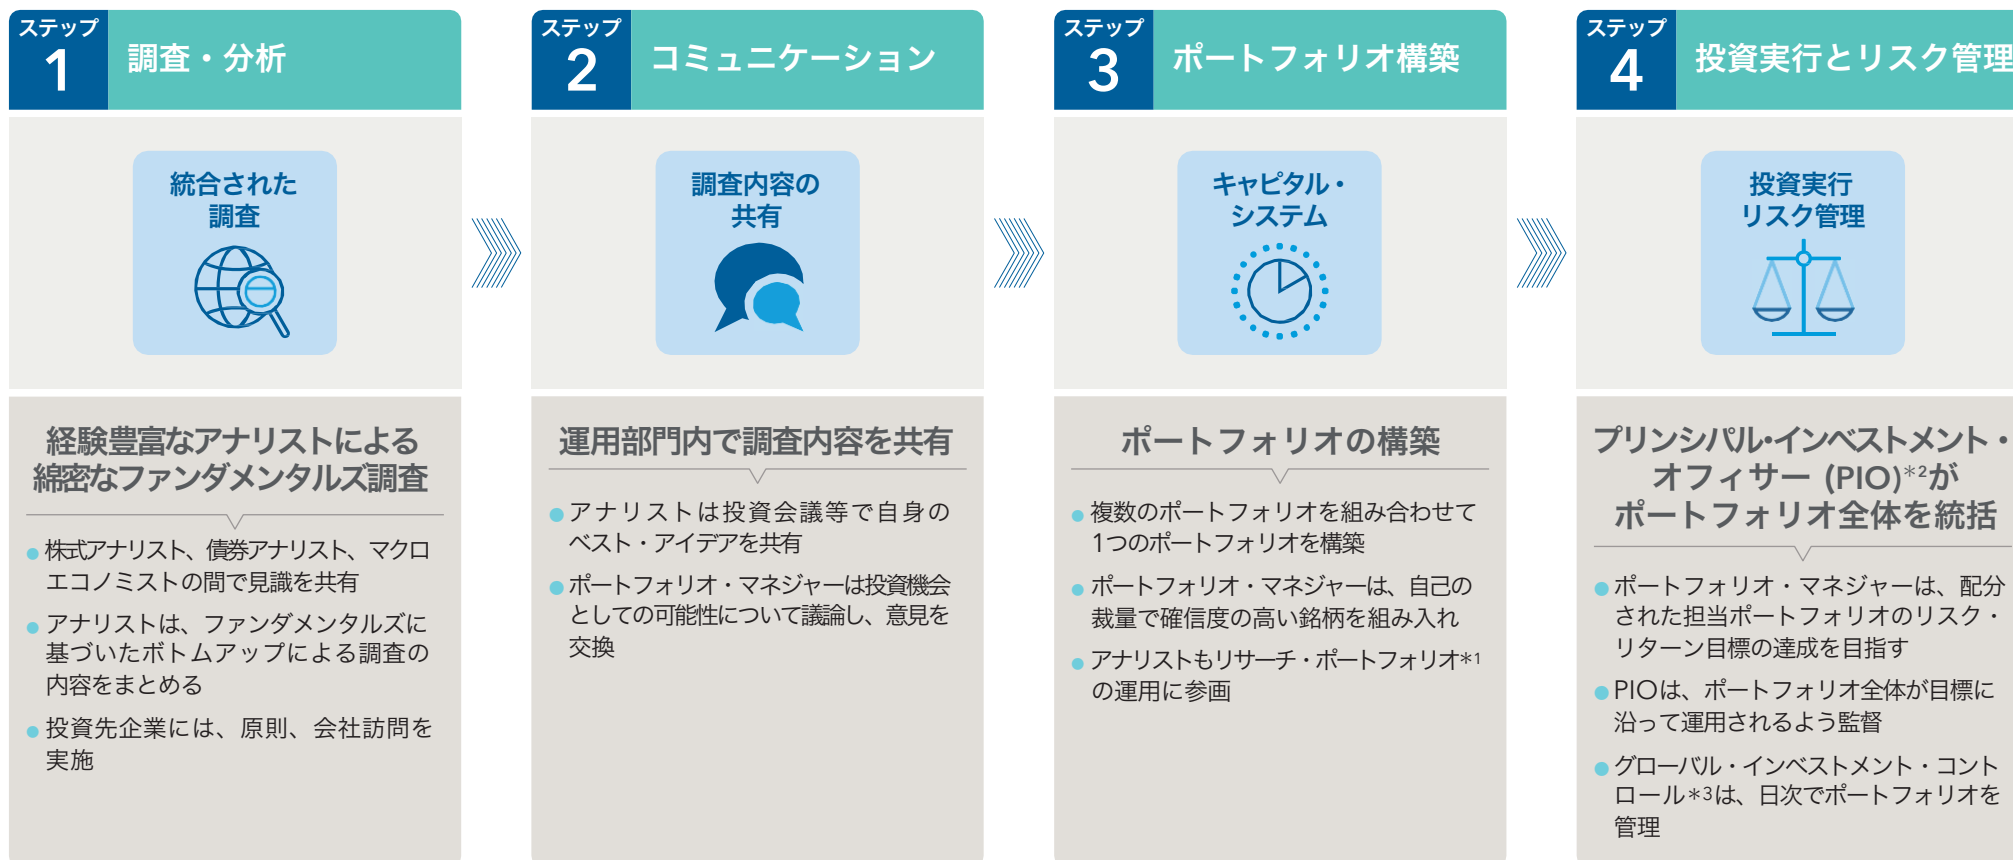 ステップ
1
調査・分析
統合された
調査
経験豊富なアナリストによる
綿密なファンダメンタルズ調査
●株式アナリスト、債券アナリスト、マクロ
エコノミストの間で見識を共有
●アナリストは、ファンダメンタルズに
基づいたボトムアップによる調査の
内容をまとめる
●投資先企業には、原則、会社訪問を
実施
ステップ
2
コミュニケーション
調査内容の
共有
運用部門内で調査内容を共有
●アナリストは投資会議等で自身の
ベスト・アイデアを共有
●ポートフォリオ・マネジャーは投資機会
としての可能性について議論し、意見を
交換
ステップ
3
ポートフォリオ構築
キャピタル・
システム
ポートフォリオの構築
●複数のポートフォリオを組み合わせて
1つのポートフォリオを構築
●ポートフォリオ・マネジャーは、自己の
裁量で確信度の高い銘柄を組み入れ
●アナリストもリサーチ・ポートフォリオ*1
の運用に参画
ステップ
4
投資実行とリスク管理
投資実行
リスク管理
プリンシパル・インベストメント・
オフィサー (PIO)*2が
ポートフォリオ全体を統括
●ポートフォリオ・マネジャーは、配分
された担当ポートフォリオのリスク・
リターン目標の達成を目指す
●PIOは、ポートフォリオ全体が目標に
沿って運用されるよう監督
●グローバル・インベストメント・コント
ロール*3は、日次でポートフォリオを
管理